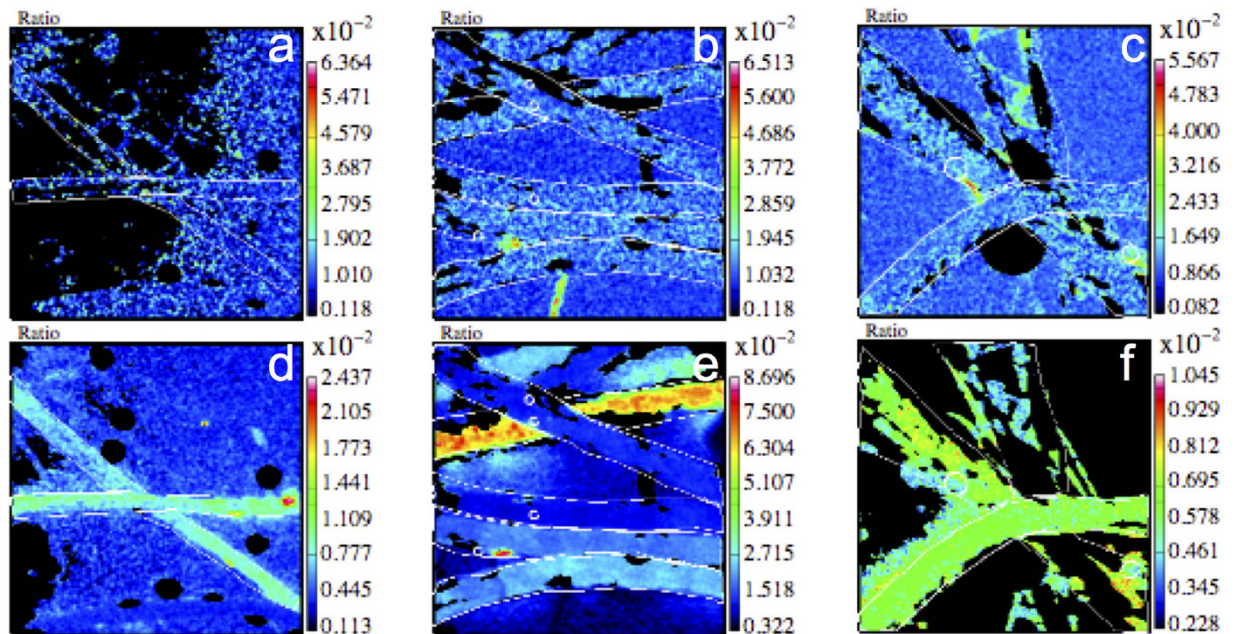 Ratio
a
x10⁻²
6.364
5.471
4.579
3.687
2.795
1.902
1.010
0.118
Ratio
b
x10⁻²
6.513
5.600
4.686
3.772
2.859
1.945
1.032
0.118
Ratio
c
x10⁻²
5.567
4.783
4.000
3.216
2.433
1.649
0.866
0.082
Ratio
d
x10⁻²
2.437
2.105
1.773
1.441
1.109
0.777
0.445
0.113
Ratio
e
x10⁻²
8.696
7.500
6.304
5.107
3.911
2.715
1.518
0.322
Ratio
f
x10⁻²
1.045
0.929
0.812
0.695
0.578
0.461
0.345
0.228